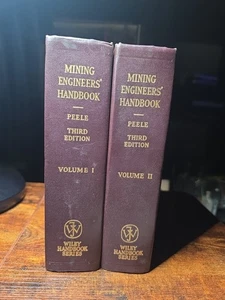 MINING
ENGINEERS'
HANDBOOK
PEELE
THIRD
EDITION
VOLUME I
WILEY
HANDBOOK
SERIES
MINING
ENGINEERS'
HANDBOOK
PEELE
THIRD
EDITION
VOLUME II
WILEY
HANDBOOK
SERIES